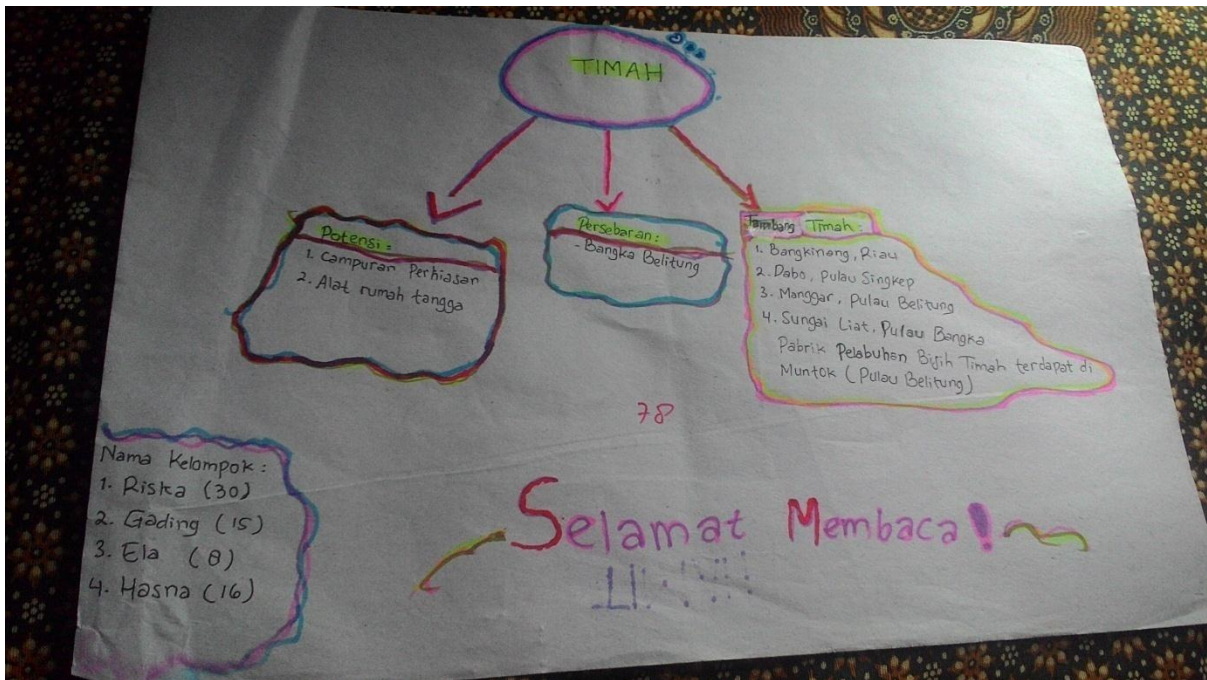 TIMAH
Potensi :
1. Campuran Perhiasan
2. Alat rumah tangga
Persebaran :
- Bangka Belitung
Tambang Timah :
1. Bangkinang, Riau
2. Dabo, Pulau Singkep
3. Manggar, Pulau Belitung
4. Sungai Liat, Pulau Bangka
Pabrik Pelabuhan Bijih Timah terdapat di
Muntok (Pulau Belitung)
78
Nama Kelompok :
1. Riska (30)
2. Gading (15)
3. Ela (8)
4. Hasna (16)
Selamat Membaca!